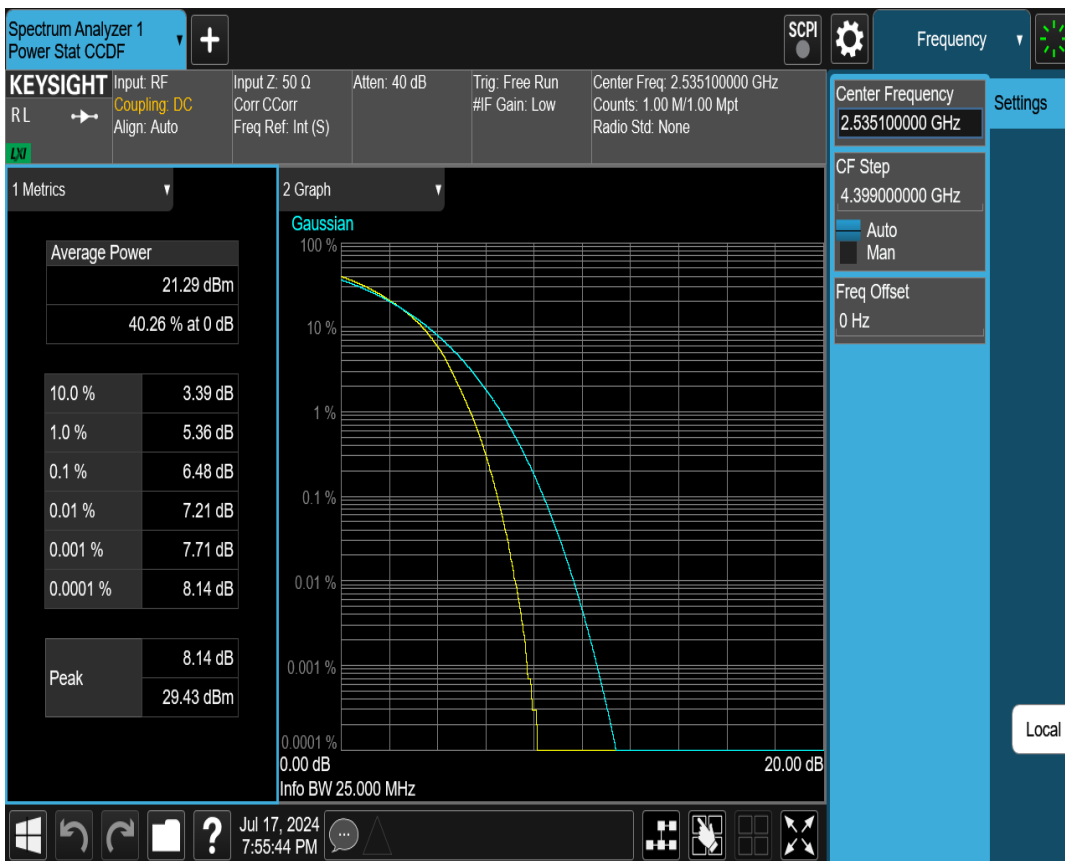 Spectrum Analyzer 1
Power Stat CCDF
+
SCPI
Frequency
KEYSIGHT
RL
LXI
Input: RF
Coupling: DC
Align: Auto
Input Z: 50 Ω
Corr CCorr
Freq Ref: Int (S)
Atten: 40 dB
Trig: Free Run
#IF Gain: Low
Center Freq: 2.535100000 GHz
Counts: 1.00 M/1.00 Mpt
Radio Std: None
Center Frequency
2.535100000 GHz
Settings
CF Step
4.399000000 GHz
Auto
Man
Freq Offset
0 Hz
Local
1 Metrics
Average Power
21.29 dBm
40.26 % at 0 dB
10.0 % 3.39 dB
1.0 % 5.36 dB
0.1 % 6.48 dB
0.01 % 7.21 dB
0.001 % 7.71 dB
0.0001 % 8.14 dB
Peak
8.14 dB
29.43 dBm
2 Graph
Gaussian
100 %
10 %
1 %
0.1 %
0.01 %
0.001 %
0.0001 %
0.00 dB 20.00 dB
Info BW 25.000 MHz
?
Jul 17, 2024
7:55:44 PM